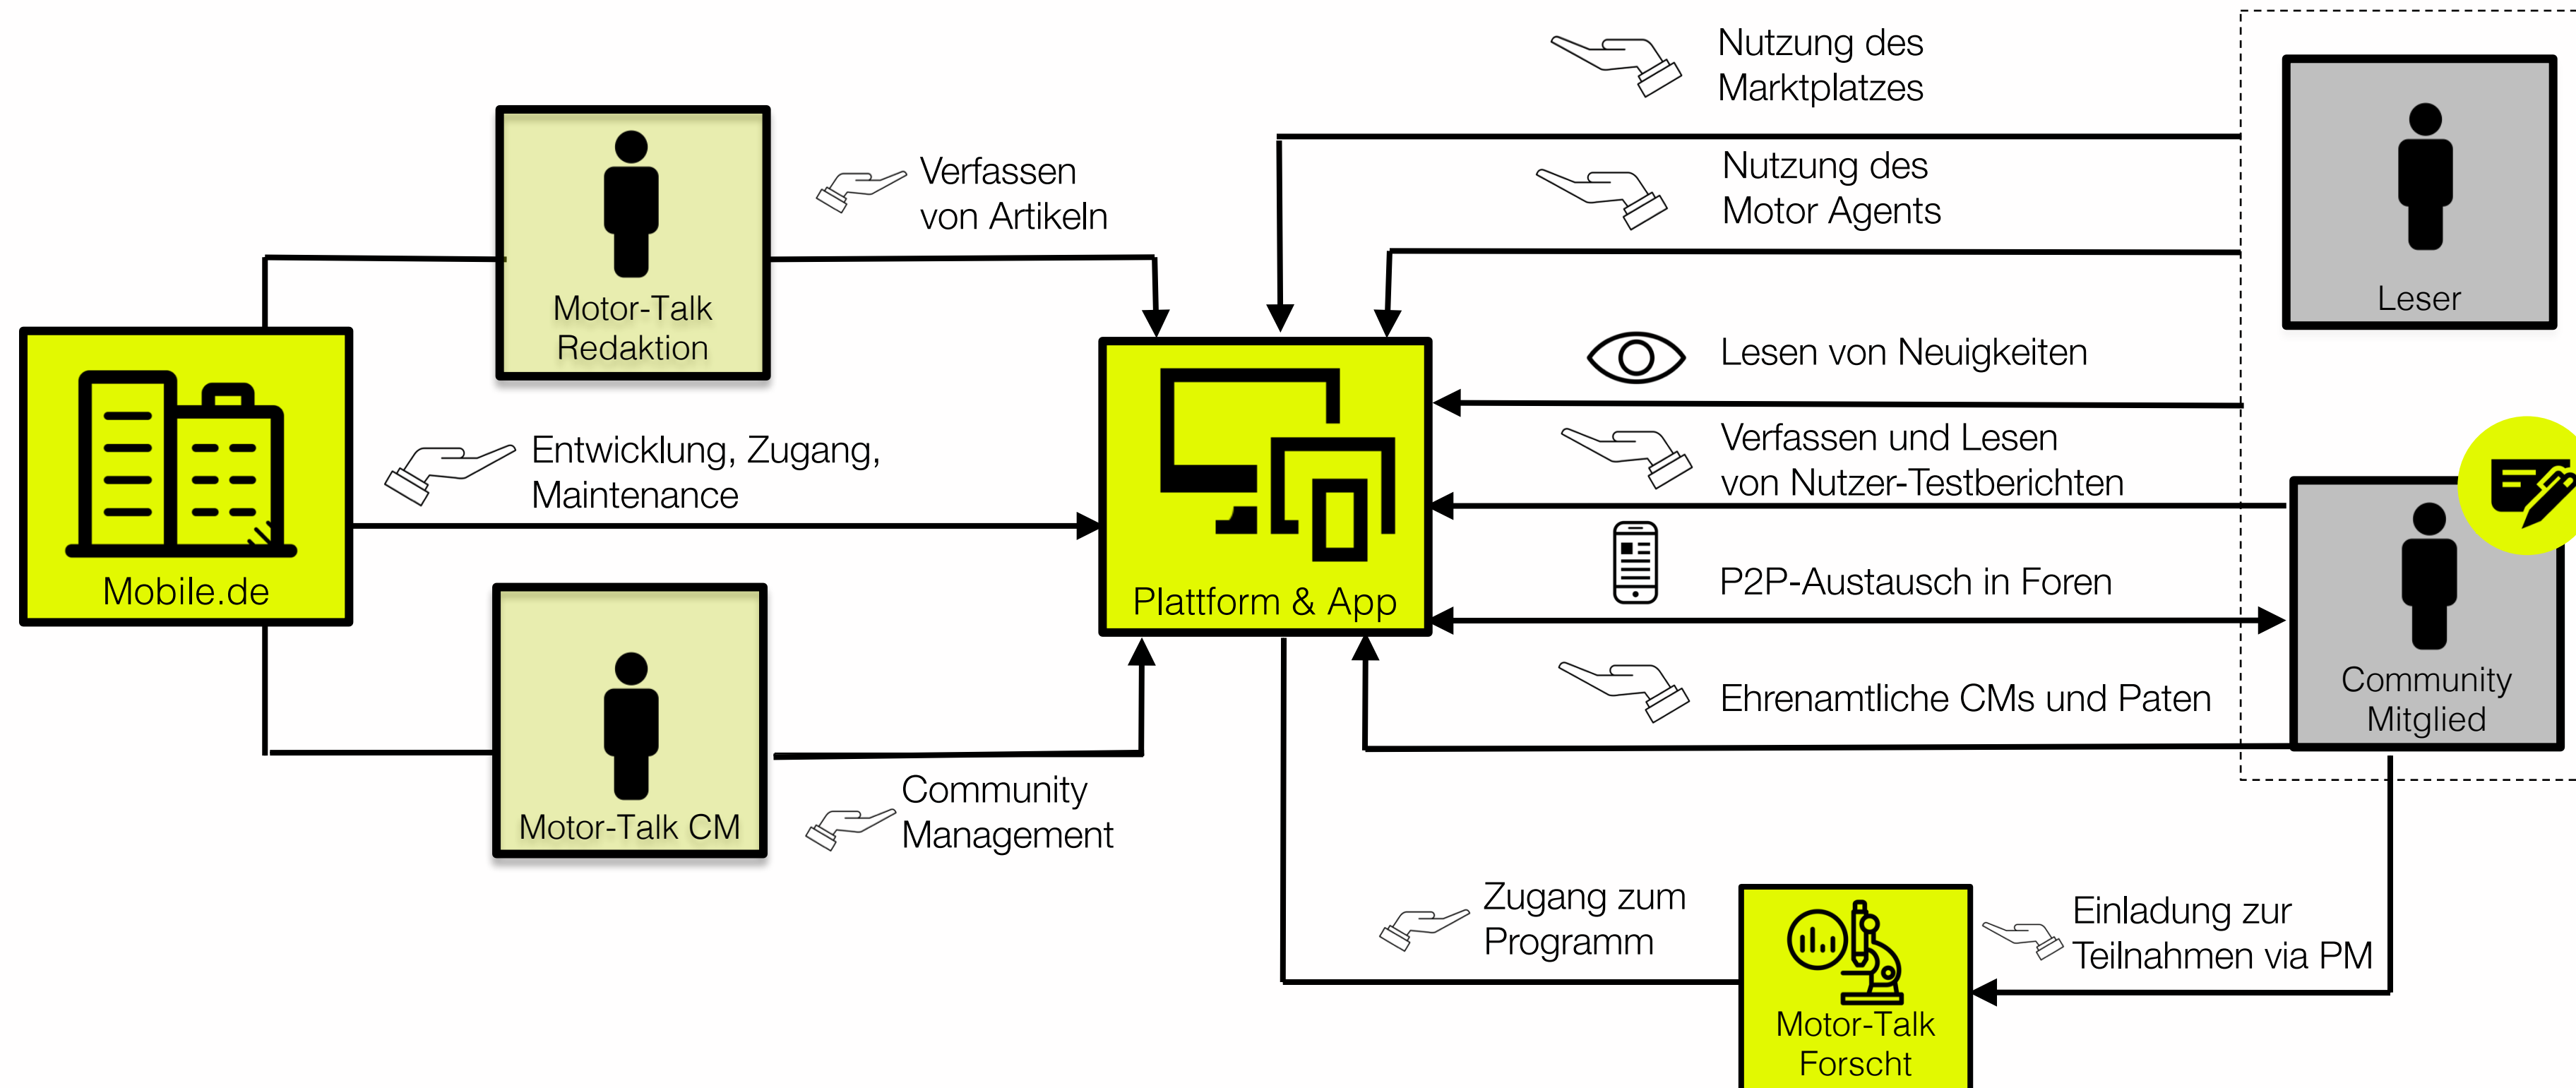 Nutzung des
Marktplatzes
Nutzung des
Motor Agents
Leser
Verfassen
von Artikeln
Motor-Talk
Redaktion
Lesen von Neuigkeiten
Entwicklung, Zugang,
Maintenance
Verfassen und Lesen
von Nutzer-Testberichten
Mobile.de
Plattform & App
P2P-Austausch in Foren
Community
Mitglied
Ehrenamtliche CMs und Paten
Motor-Talk CM
Community
Management
Zugang zum
Programm
Einladung zur
Teilnahmen via PM
Motor-Talk
Forscht